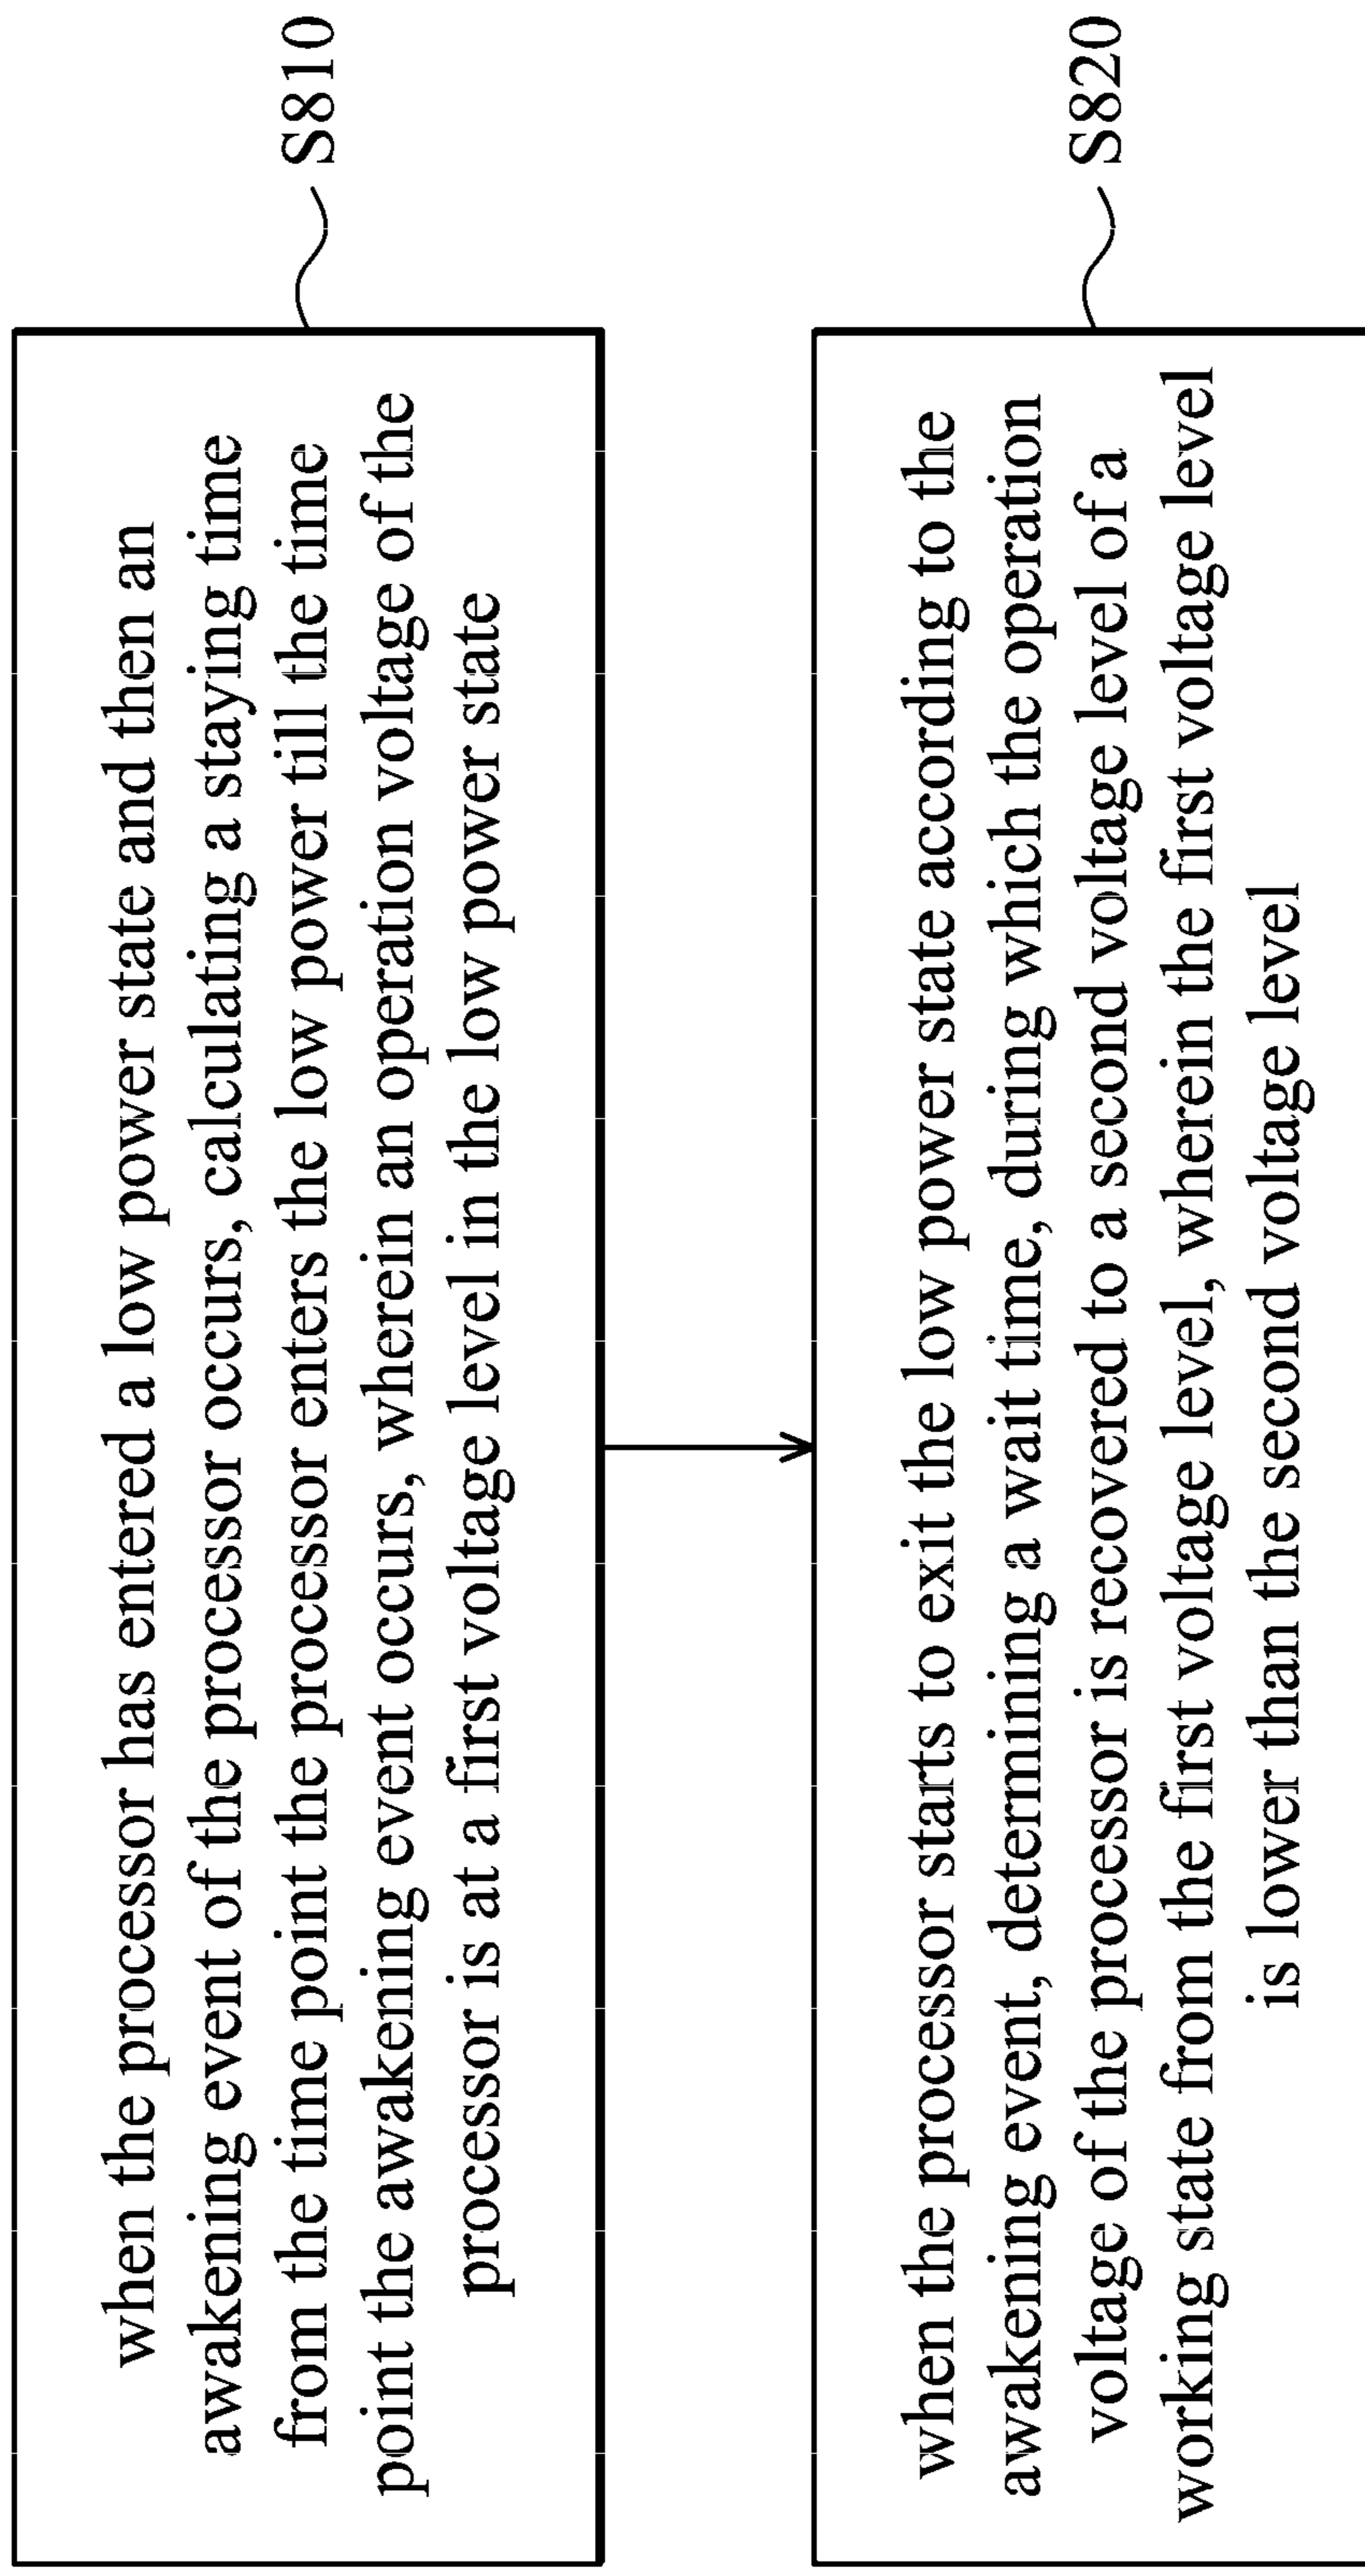 when the processor has entered a low power state and then an
awakening event of the processor occurs, calculating a staying time
from the time point the processor enters the low power till the time
point the awakening event occurs, wherein an operation voltage of the
processor is at a first voltage level in the low power state
S810
when the processor starts to exit the low power state according to the
awakening event, determining a wait time, during which the operation
voltage of the processor is recovered to a second voltage level of a
working state from the first voltage level, wherein the first voltage level
is lower than the second voltage level
S820